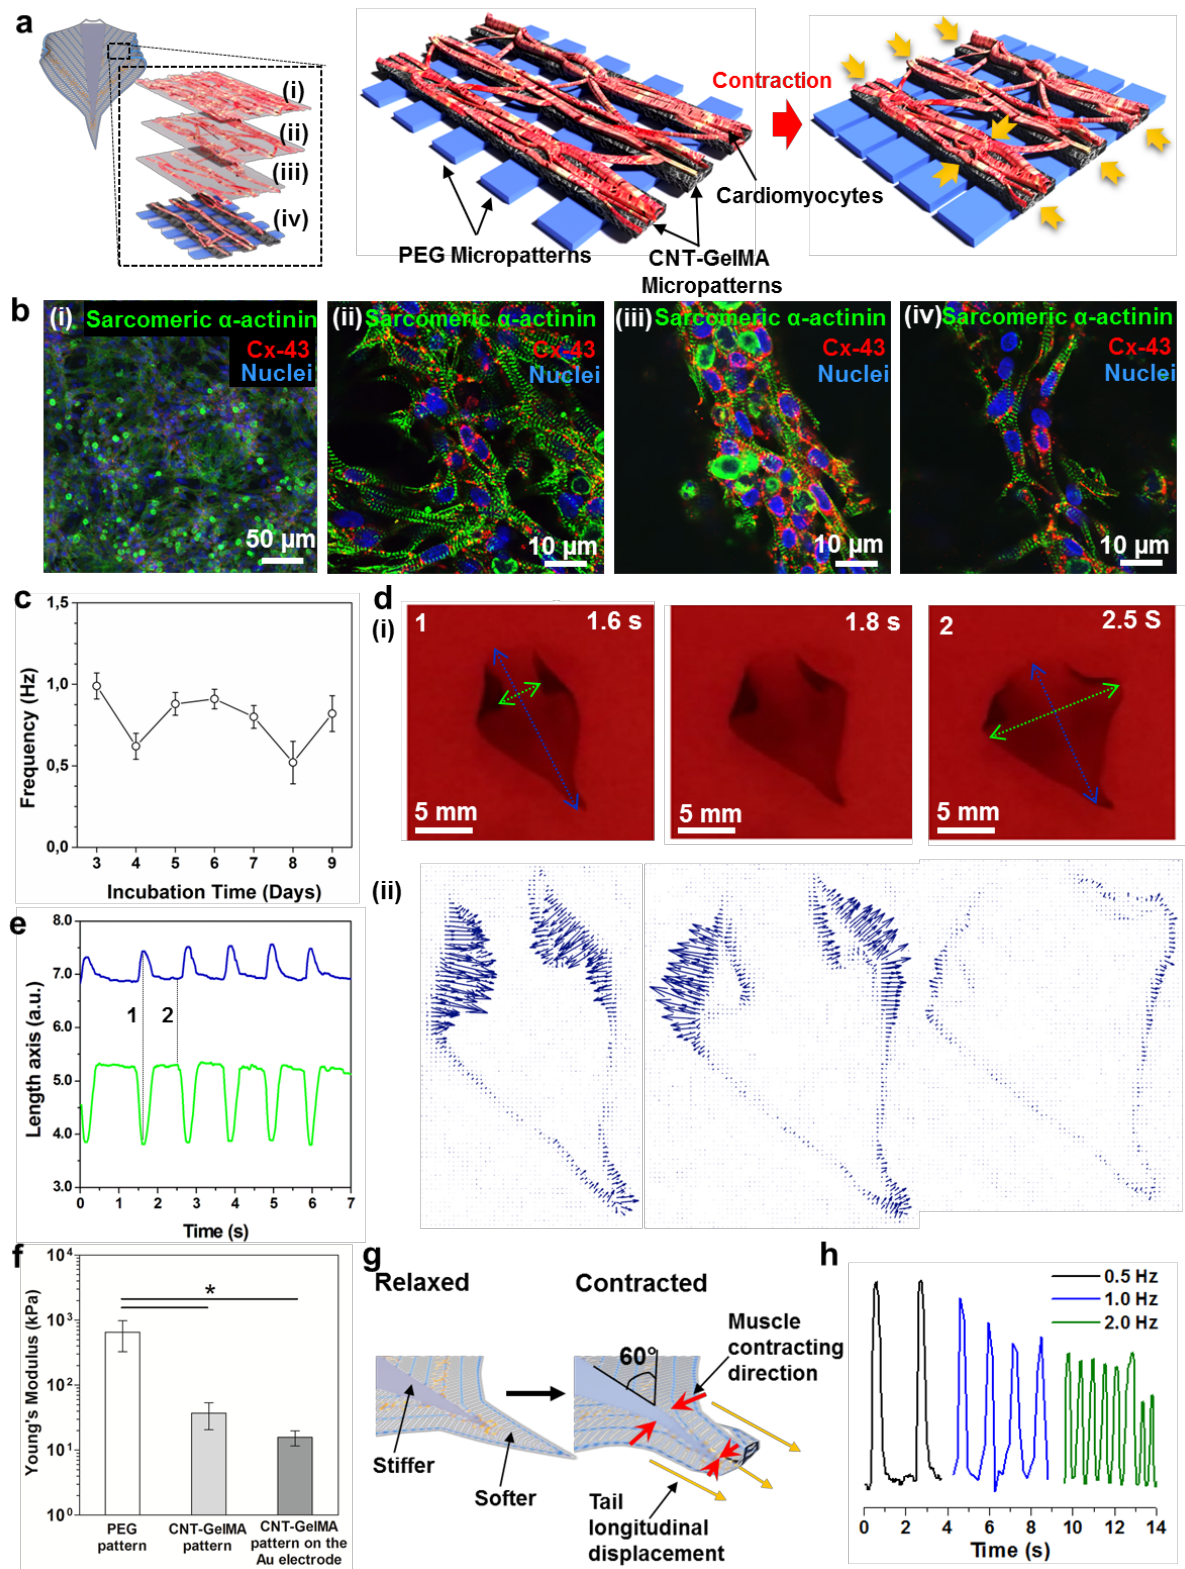 a
(i)
(ii)
(iii)
(iv)
Contraction
Cardiomyocytes
PEG Micropatterns
CNT-GelMA
Micropatterns
b
(i)
Sarcomeric α-actinin
Cx-43
Nuclei
50 µm
(ii)
Sarcomeric α-actinin
Cx-43
Nuclei
10 µm
(iii)
Sarcomeric α-actinin
Cx-43
Nuclei
10 µm
(iv)
Sarcomeric α-actinin
Cx-43
Nuclei
10 µm
c
1,5
1,0
0,5
0,0
Frequency (Hz)
3 4 5 6 7 8 9
Incubation Time (Days)
d
(i)
1
1.6 s
5 mm
1.8 s
5 mm
2
2.5 S
5 mm
(ii)
e
8.0
7.0
6.0
5.0
4.0
3.0
Length axis (a.u.)
1
2
0 1 2 3 4 5 6 7
Time (s)
f
10⁴
10³
10²
10¹
10⁰
Young's Modulus (kPa)
*
PEG
pattern
CNT-GelMA
pattern
CNT-GelMA
pattern on the
Au electrode
g
Relaxed
Contracted
60°
Muscle
contracting
direction
Stiffer
Softer
Tail
longitudinal
displacement
h
0.5 Hz
1.0 Hz
2.0 Hz
0 2 4 6 8 10 12 14
Time (s)